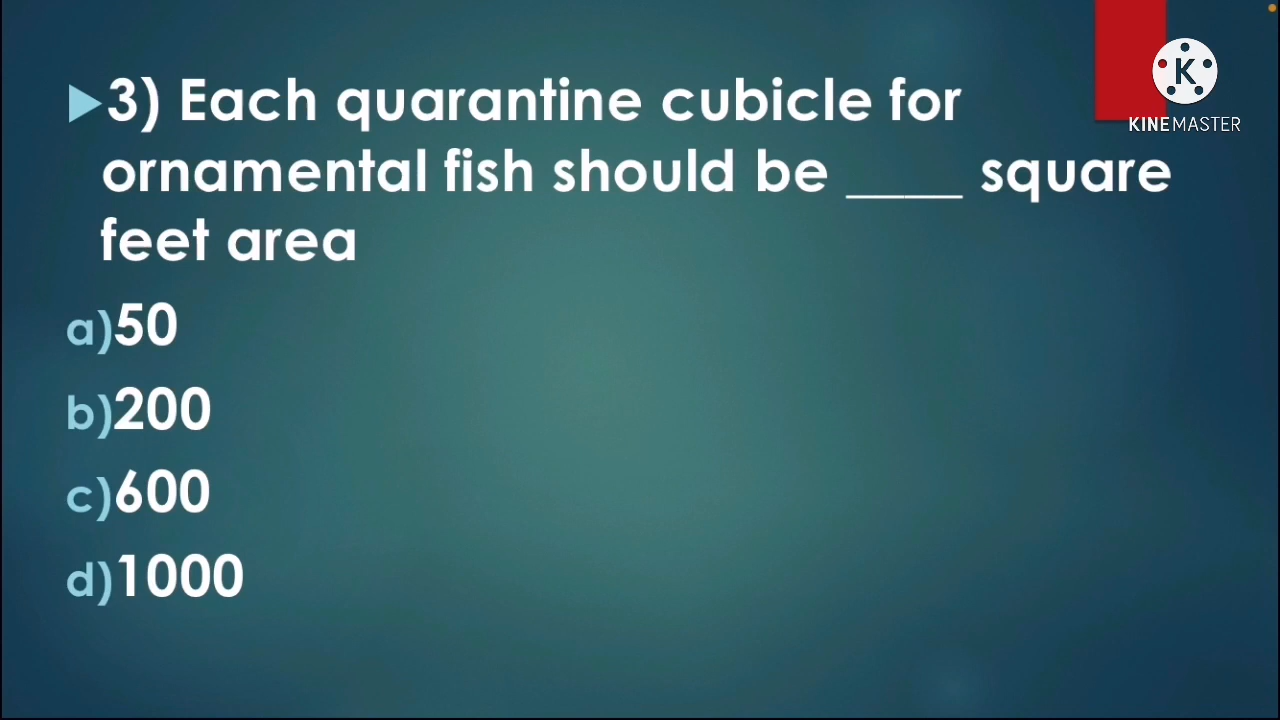 3) Each quarantine cubicle for
ornamental fish should be ____ square
feet area
a)50
b)200
c)600
d)1000
K
KINEMASTER